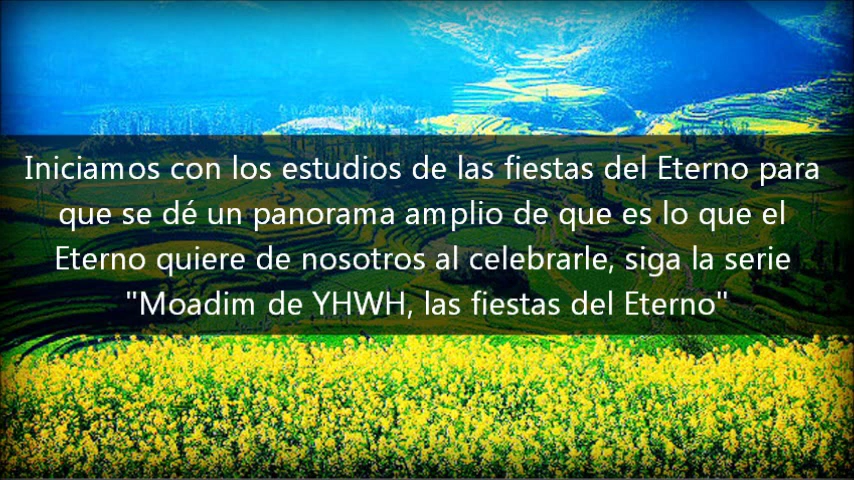 Iniciamos con los estudios de las fiestas del Eterno para
que se dé un panorama amplio de que es lo que el
Eterno quiere de nosotros al celebrarle, siga la serie
"Moadim de YHWH, las fiestas del Eterno"